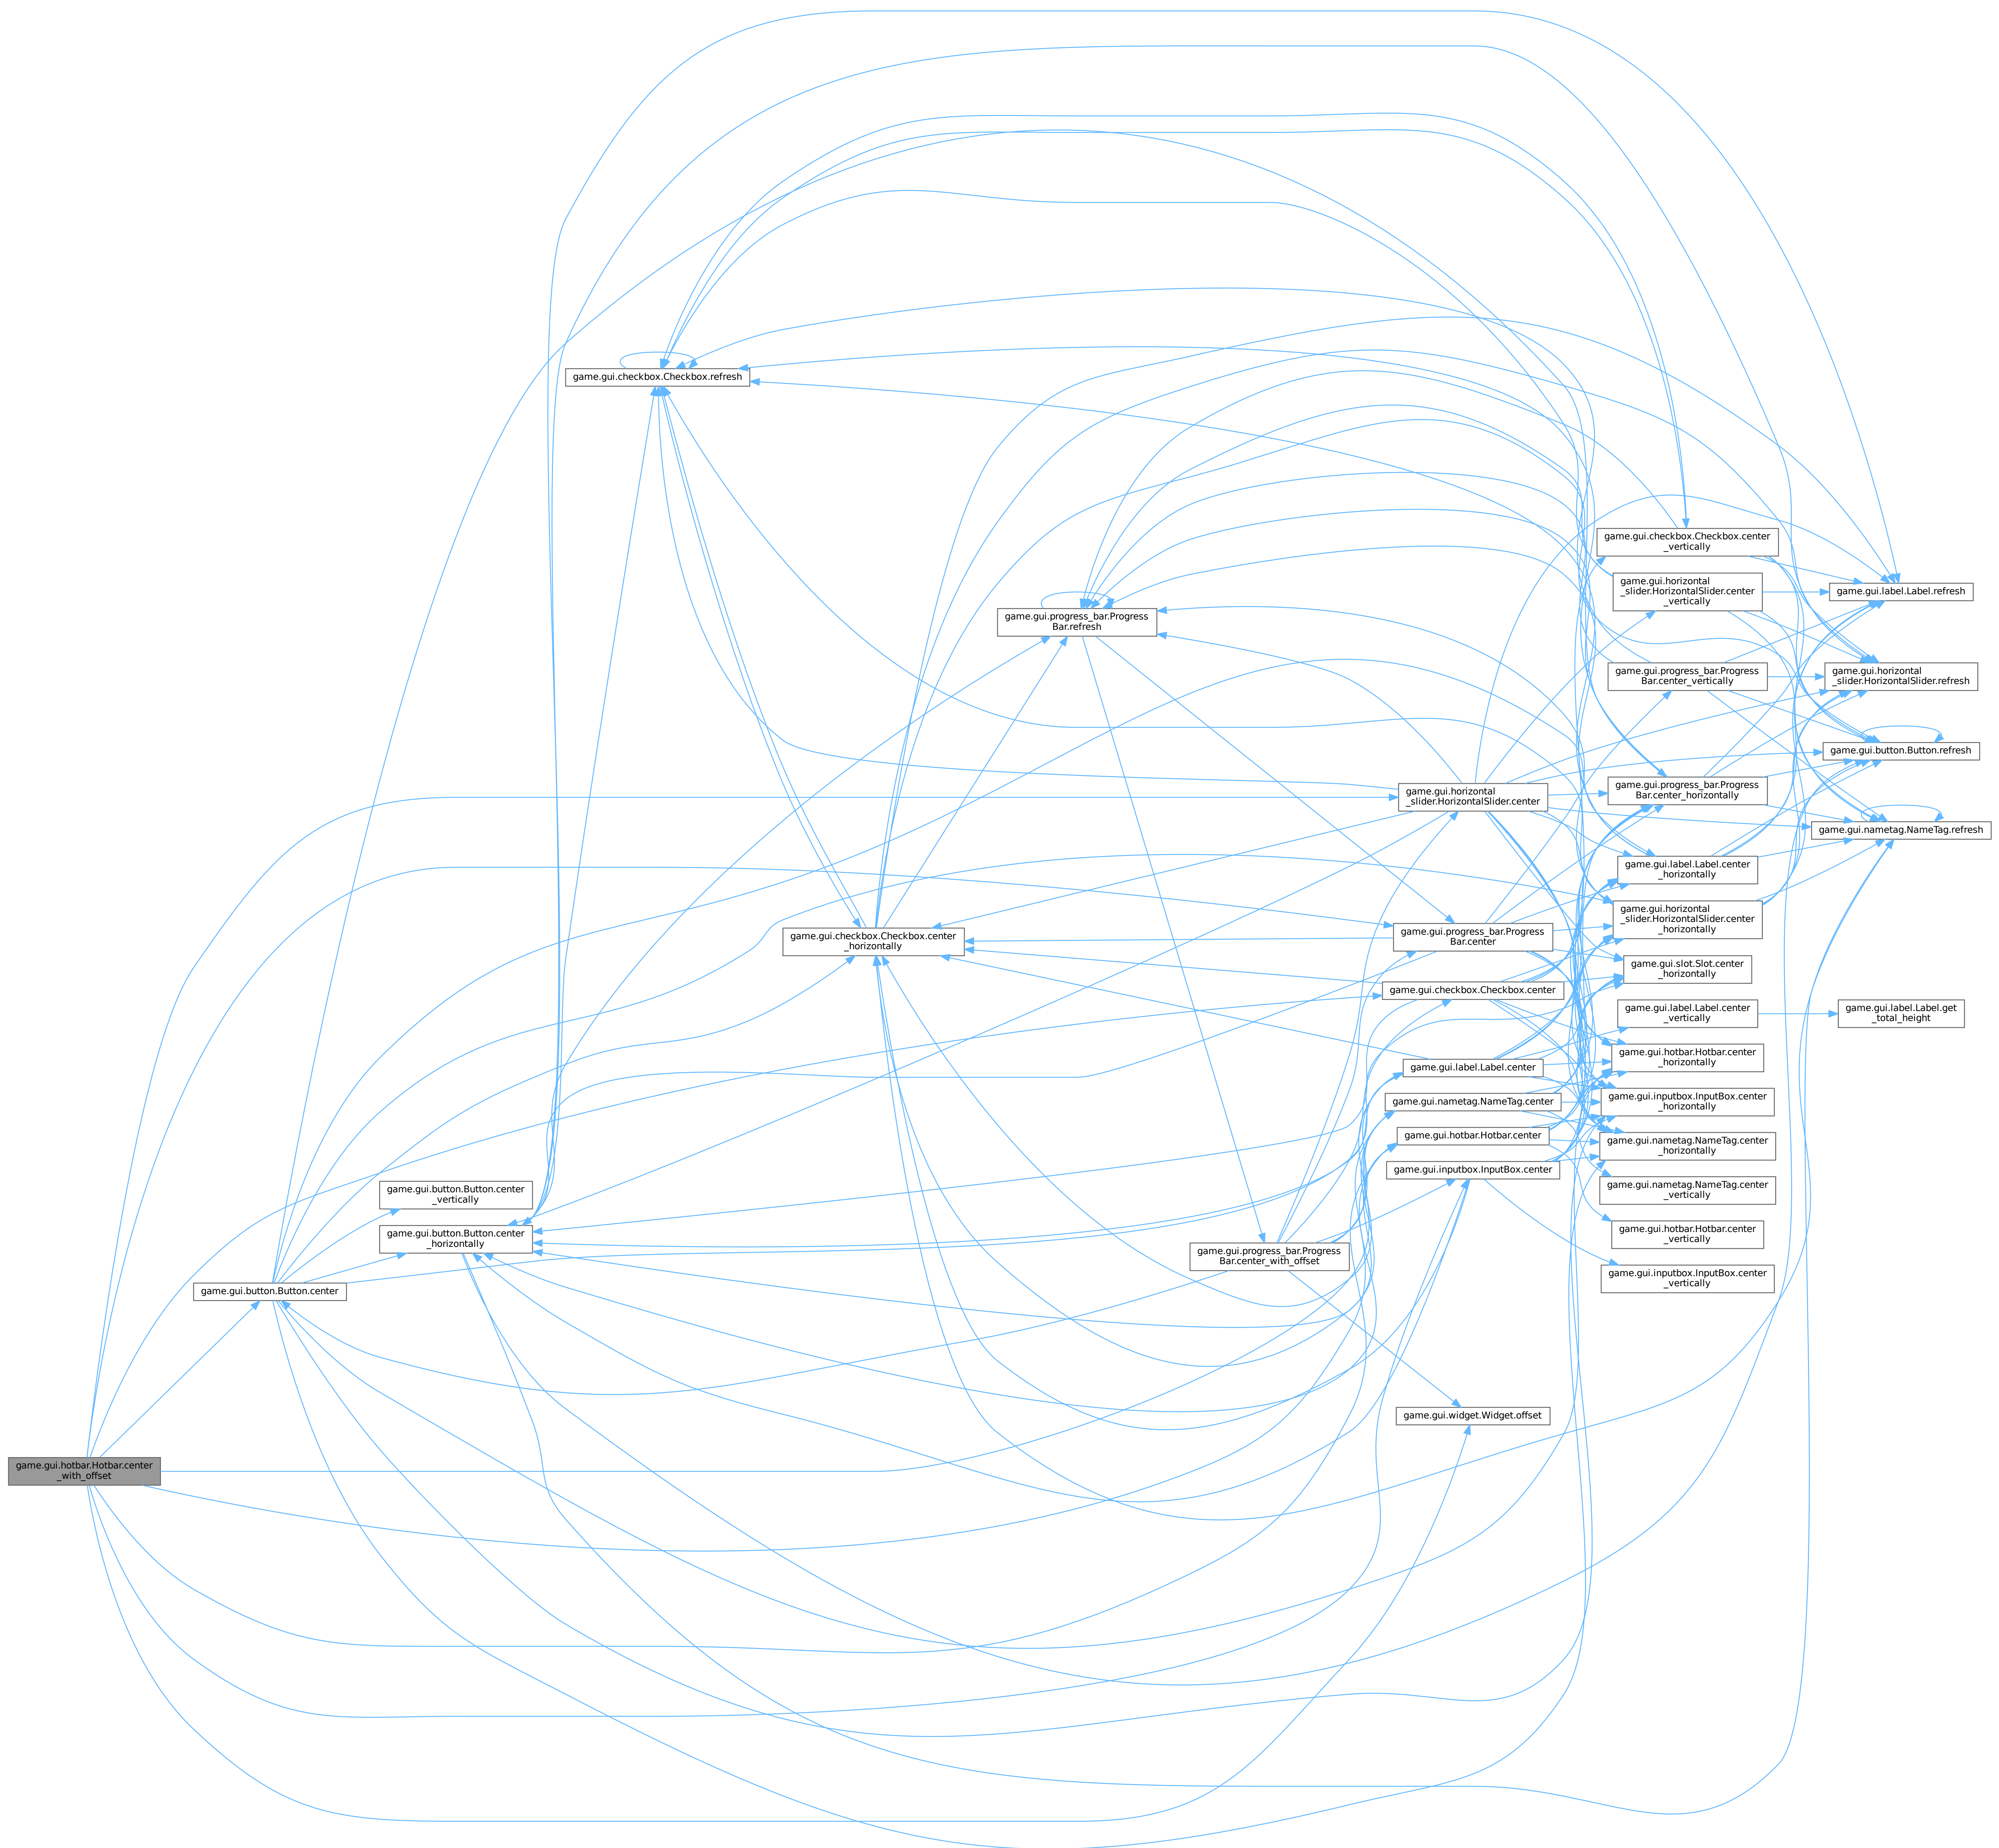 game.gui.checkbox.Checkbox.refresh
game.gui.checkbox.Checkbox.center
_vertically
game.gui.horizontal
_slider.HorizontalSlider.center
_vertically
game.gui.label.Label.refresh
game.gui.progress_bar.Progress
Bar.refresh
game.gui.progress_bar.Progress
Bar.center_vertically
game.gui.horizontal
_slider.HorizontalSlider.refresh
game.gui.button.Button.refresh
game.gui.horizontal
_slider.HorizontalSlider.center
game.gui.progress_bar.Progress
Bar.center_horizontally
game.gui.nametag.NameTag.refresh
game.gui.label.Label.center
_horizontally
game.gui.horizontal
_slider.HorizontalSlider.center
_horizontally
game.gui.checkbox.Checkbox.center
_horizontally
game.gui.progress_bar.Progress
Bar.center
game.gui.slot.Slot.center
_horizontally
game.gui.checkbox.Checkbox.center
game.gui.label.Label.center
_vertically
game.gui.label.Label.get
_total_height
game.gui.hotbar.Hotbar.center
_horizontally
game.gui.label.Label.center
game.gui.nametag.NameTag.center
game.gui.inputbox.InputBox.center
_horizontally
game.gui.hotbar.Hotbar.center
game.gui.nametag.NameTag.center
_horizontally
game.gui.inputbox.InputBox.center
game.gui.button.Button.center
_vertically
game.gui.nametag.NameTag.center
_vertically
game.gui.button.Button.center
_horizontally
game.gui.hotbar.Hotbar.center
_vertically
game.gui.progress_bar.Progress
Bar.center_with_offset
game.gui.inputbox.InputBox.center
_vertically
game.gui.button.Button.center
game.gui.widget.Widget.offset
game.gui.hotbar.Hotbar.center
_with_offset